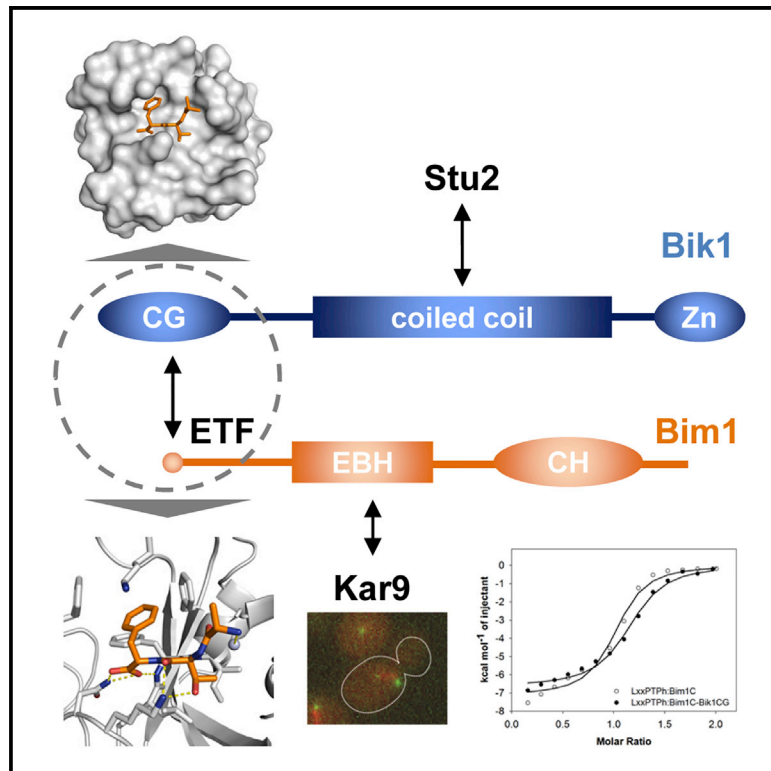 Stu2
Bik1
CG
coiled coil
Zn
ETF
Bim1
EBH
CH
Kar9
kcal mol⁻¹ of injectant
0
-1
-2
-3
-4
-5
-6
-7
-8
LxxPTPh:Bim1C
LxxPTPh:Bim1C-Bik1CG
0.0 0.5 1.0 1.5 2.0
Molar Ratio